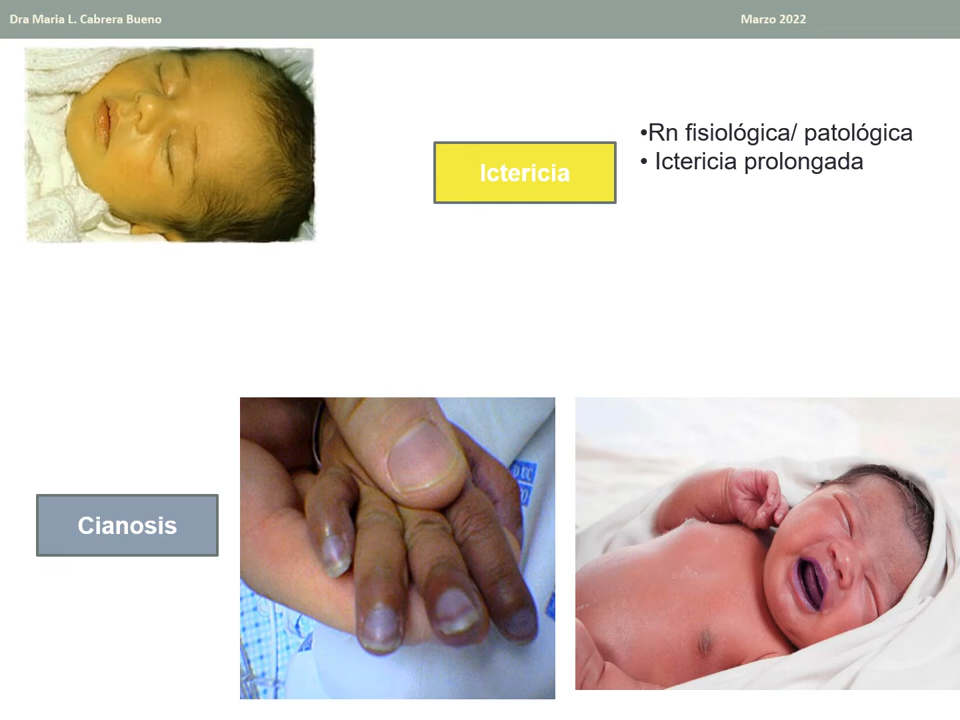 Dra Maria L. Cabrera Bueno
Marzo 2022
Ictericia
•Rn fisiológica/ patológica
• Ictericia prolongada
Cianosis